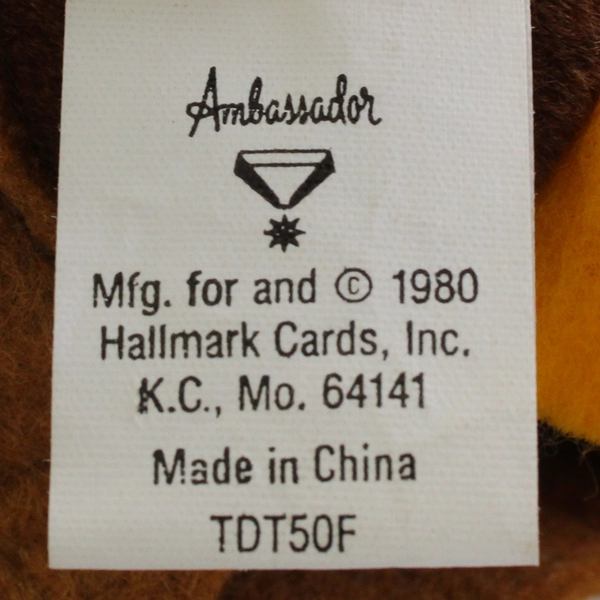 Ambassador
Mfg. for and © 1980
Hallmark Cards, Inc.
K.C., Mo. 64141
Made in China
TDT50F